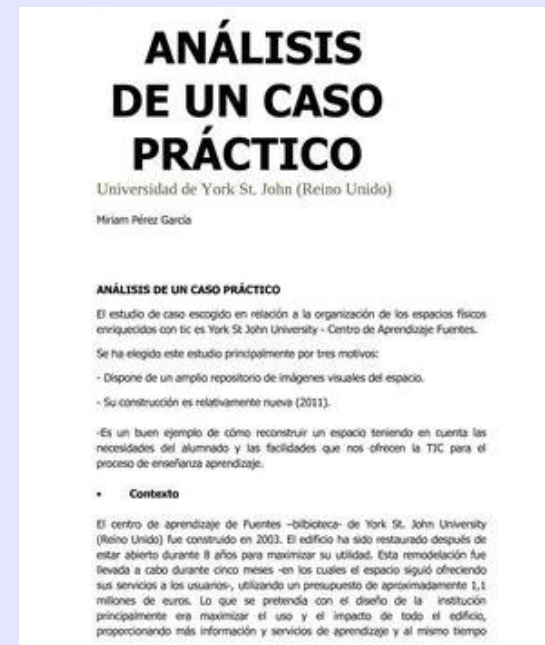 ANÁLISIS
DE UN CASO
PRÁCTICO
Universidad de York St. John (Reino Unido)
Miriam Pérez García
ANÁLISIS DE UN CASO PRÁCTICO
El estudio de caso escogido en relación a la organización de los espacios físicos
enriquecidos con tic es York St John University - Centro de Aprendizaje Fuentes.
Se ha elegido este estudio principalmente por tres motivos:
- Dispone de un amplio repositorio de imágenes visuales del espacio.
- Su construcción es relativamente nueva (2011).
-Es un buen ejemplo de cómo reconstruir un espacio teniendo en cuenta las
necesidades del alumnado y las facilidades que nos ofrecen la TIC para el
proceso de enseñanza aprendizaje.
• Contexto
El centro de aprendizaje de Fuentes –bilbioteca- de York St. John University
(Reino Unido) fue construido en 2003. El edificio ha sido restaurado después de
estar abierto durante 8 años para maximizar su utilidad. Esta remodelación fue
llevada a cabo durante cinco meses -en los cuales el espacio siguió ofreciendo
sus servicios a los usuarios-, utilizando un presupuesto de aproximadamente 1,1
millones de euros. Lo que se pretendía con el diseño de la institución
principalmente era maximizar el uso y el impacto de todo el edificio,
proporcionando más información y servicios de aprendizaje y al mismo tiempo